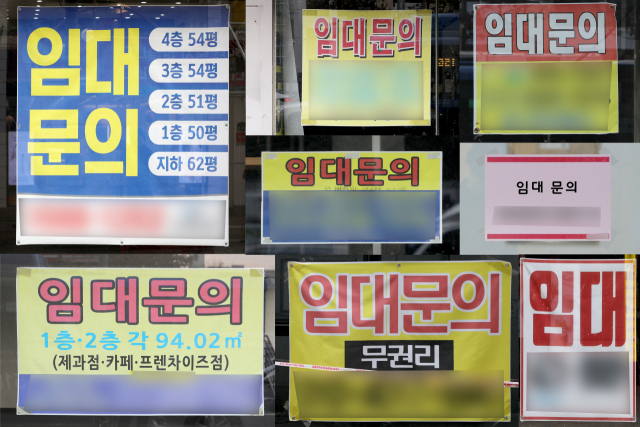 임대
문의
4층 54평
3층 54평
2층 51평
1층 50평
지하 62평
임대문의
임대문의
임대문의
임대 문의
임대문의
1층·2층 각 94.02㎡
(제과점·카페·프렌차이즈점)
임대문의
무권리
임대